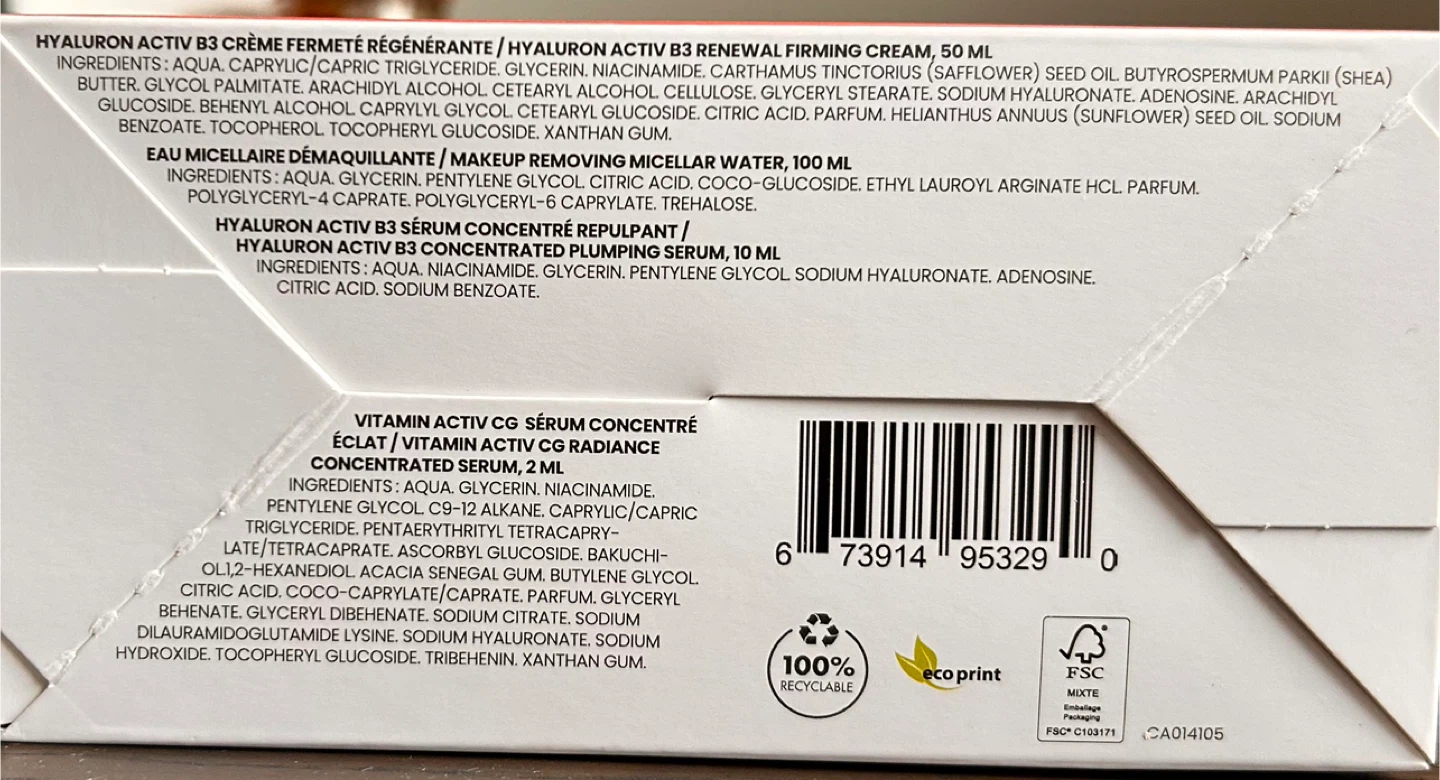 HYALURON ACTIV B3 CRÈME FERMETÉ RÉGÉNÉRANTE / HYALURON ACTIV B3 RENEWAL FIRMING CREAM, 50 ML
INGREDIENTS : AQUA. CAPRYLIC/CAPRIC TRIGLYCERIDE. GLYCERIN. NIACINAMIDE. CARTHAMUS TINCTORIUS (SAFFLOWER) SEED OIL. BUTYROSPERMUM PARKII (SHEA)
BUTTER. GLYCOL PALMITATE. ARACHIDYL ALCOHOL. CETEARYL ALCOHOL. CELLULOSE. GLYCERYL STEARATE. SODIUM HYALURONATE. ADENOSINE. ARACHIDYL
GLUCOSIDE. BEHENYL ALCOHOL. CAPRYLYL GLYCOL. CETEARYL GLUCOSIDE. CITRIC ACID. PARFUM. HELIANTHUS ANNUUS (SUNFLOWER) SEED OIL. SODIUM
BENZOATE. TOCOPHEROL. TOCOPHERYL GLUCOSIDE. XANTHAN GUM.
EAU MICELLAIRE DÉMAQUILLANTE / MAKEUP REMOVING MICELLAR WATER, 100 ML
INGREDIENTS : AQUA. GLYCERIN. PENTYLENE GLYCOL. CITRIC ACID. COCO-GLUCOSIDE. ETHYL LAUROYL ARGINATE HCL. PARFUM.
POLYGLYCERYL-4 CAPRATE. POLYGLYCERYL-6 CAPRYLATE. TREHALOSE.
HYALURON ACTIV B3 SÉRUM CONCENTRÉ REPULPANT /
HYALURON ACTIV B3 CONCENTRATED PLUMPING SERUM, 10 ML
INGREDIENTS : AQUA. NIACINAMIDE. GLYCERIN. PENTYLENE GLYCOL. SODIUM HYALURONATE. ADENOSINE.
CITRIC ACID. SODIUM BENZOATE.
VITAMIN ACTIV CG SÉRUM CONCENTRÉ
ÉCLAT / VITAMIN ACTIV CG RADIANCE
CONCENTRATED SERUM, 2 ML
INGREDIENTS : AQUA. GLYCERIN. NIACINAMIDE.
PENTYLENE GLYCOL. C9-12 ALKANE. CAPRYLIC/CAPRIC
TRIGLYCERIDE. PENTAERYTHRITYL TETRACAPRY-
LATE/TETRACAPRATE. ASCORBYL GLUCOSIDE. BAKUCHI-
OL.1,2-HEXANEDIOL. ACACIA SENEGAL GUM. BUTYLENE GLYCOL.
CITRIC ACID. COCO-CAPRYLATE/CAPRATE. PARFUM. GLYCERYL
BEHENATE. GLYCERYL DIBEHENATE. SODIUM CITRATE. SODIUM
DILAURAMIDOGLUTAMIDE LYSINE. SODIUM HYALURONATE. SODIUM
HYDROXIDE. TOCOPHERYL GLUCOSIDE. TRIBEHENIN. XANTHAN GUM.
6 73914 95329 0
100%
RECYCLABLE
eco print
FSC
MIXTE
Emballage
Packaging
FSC® C103171
CA014105